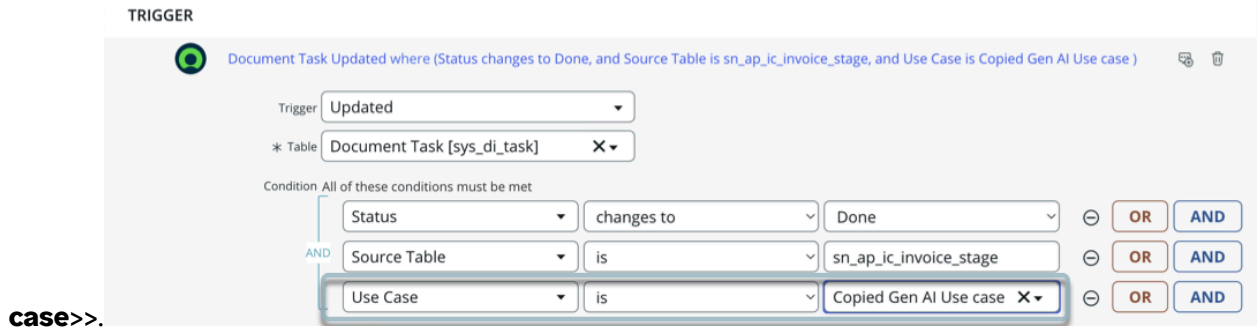 TRIGGER
Document Task Updated where (Status changes to Done, and Source Table is sn_ap_ic_invoice_stage, and Use Case is Copied Gen AI Use case )
Trigger Updated
* Table Document Task [sys_di_task]
Condition All of these conditions must be met
Status changes to Done OR AND
AND Source Table is sn_ap_ic_invoice_stage OR AND
Use Case is Copied Gen AI Use case OR AND
case>>.